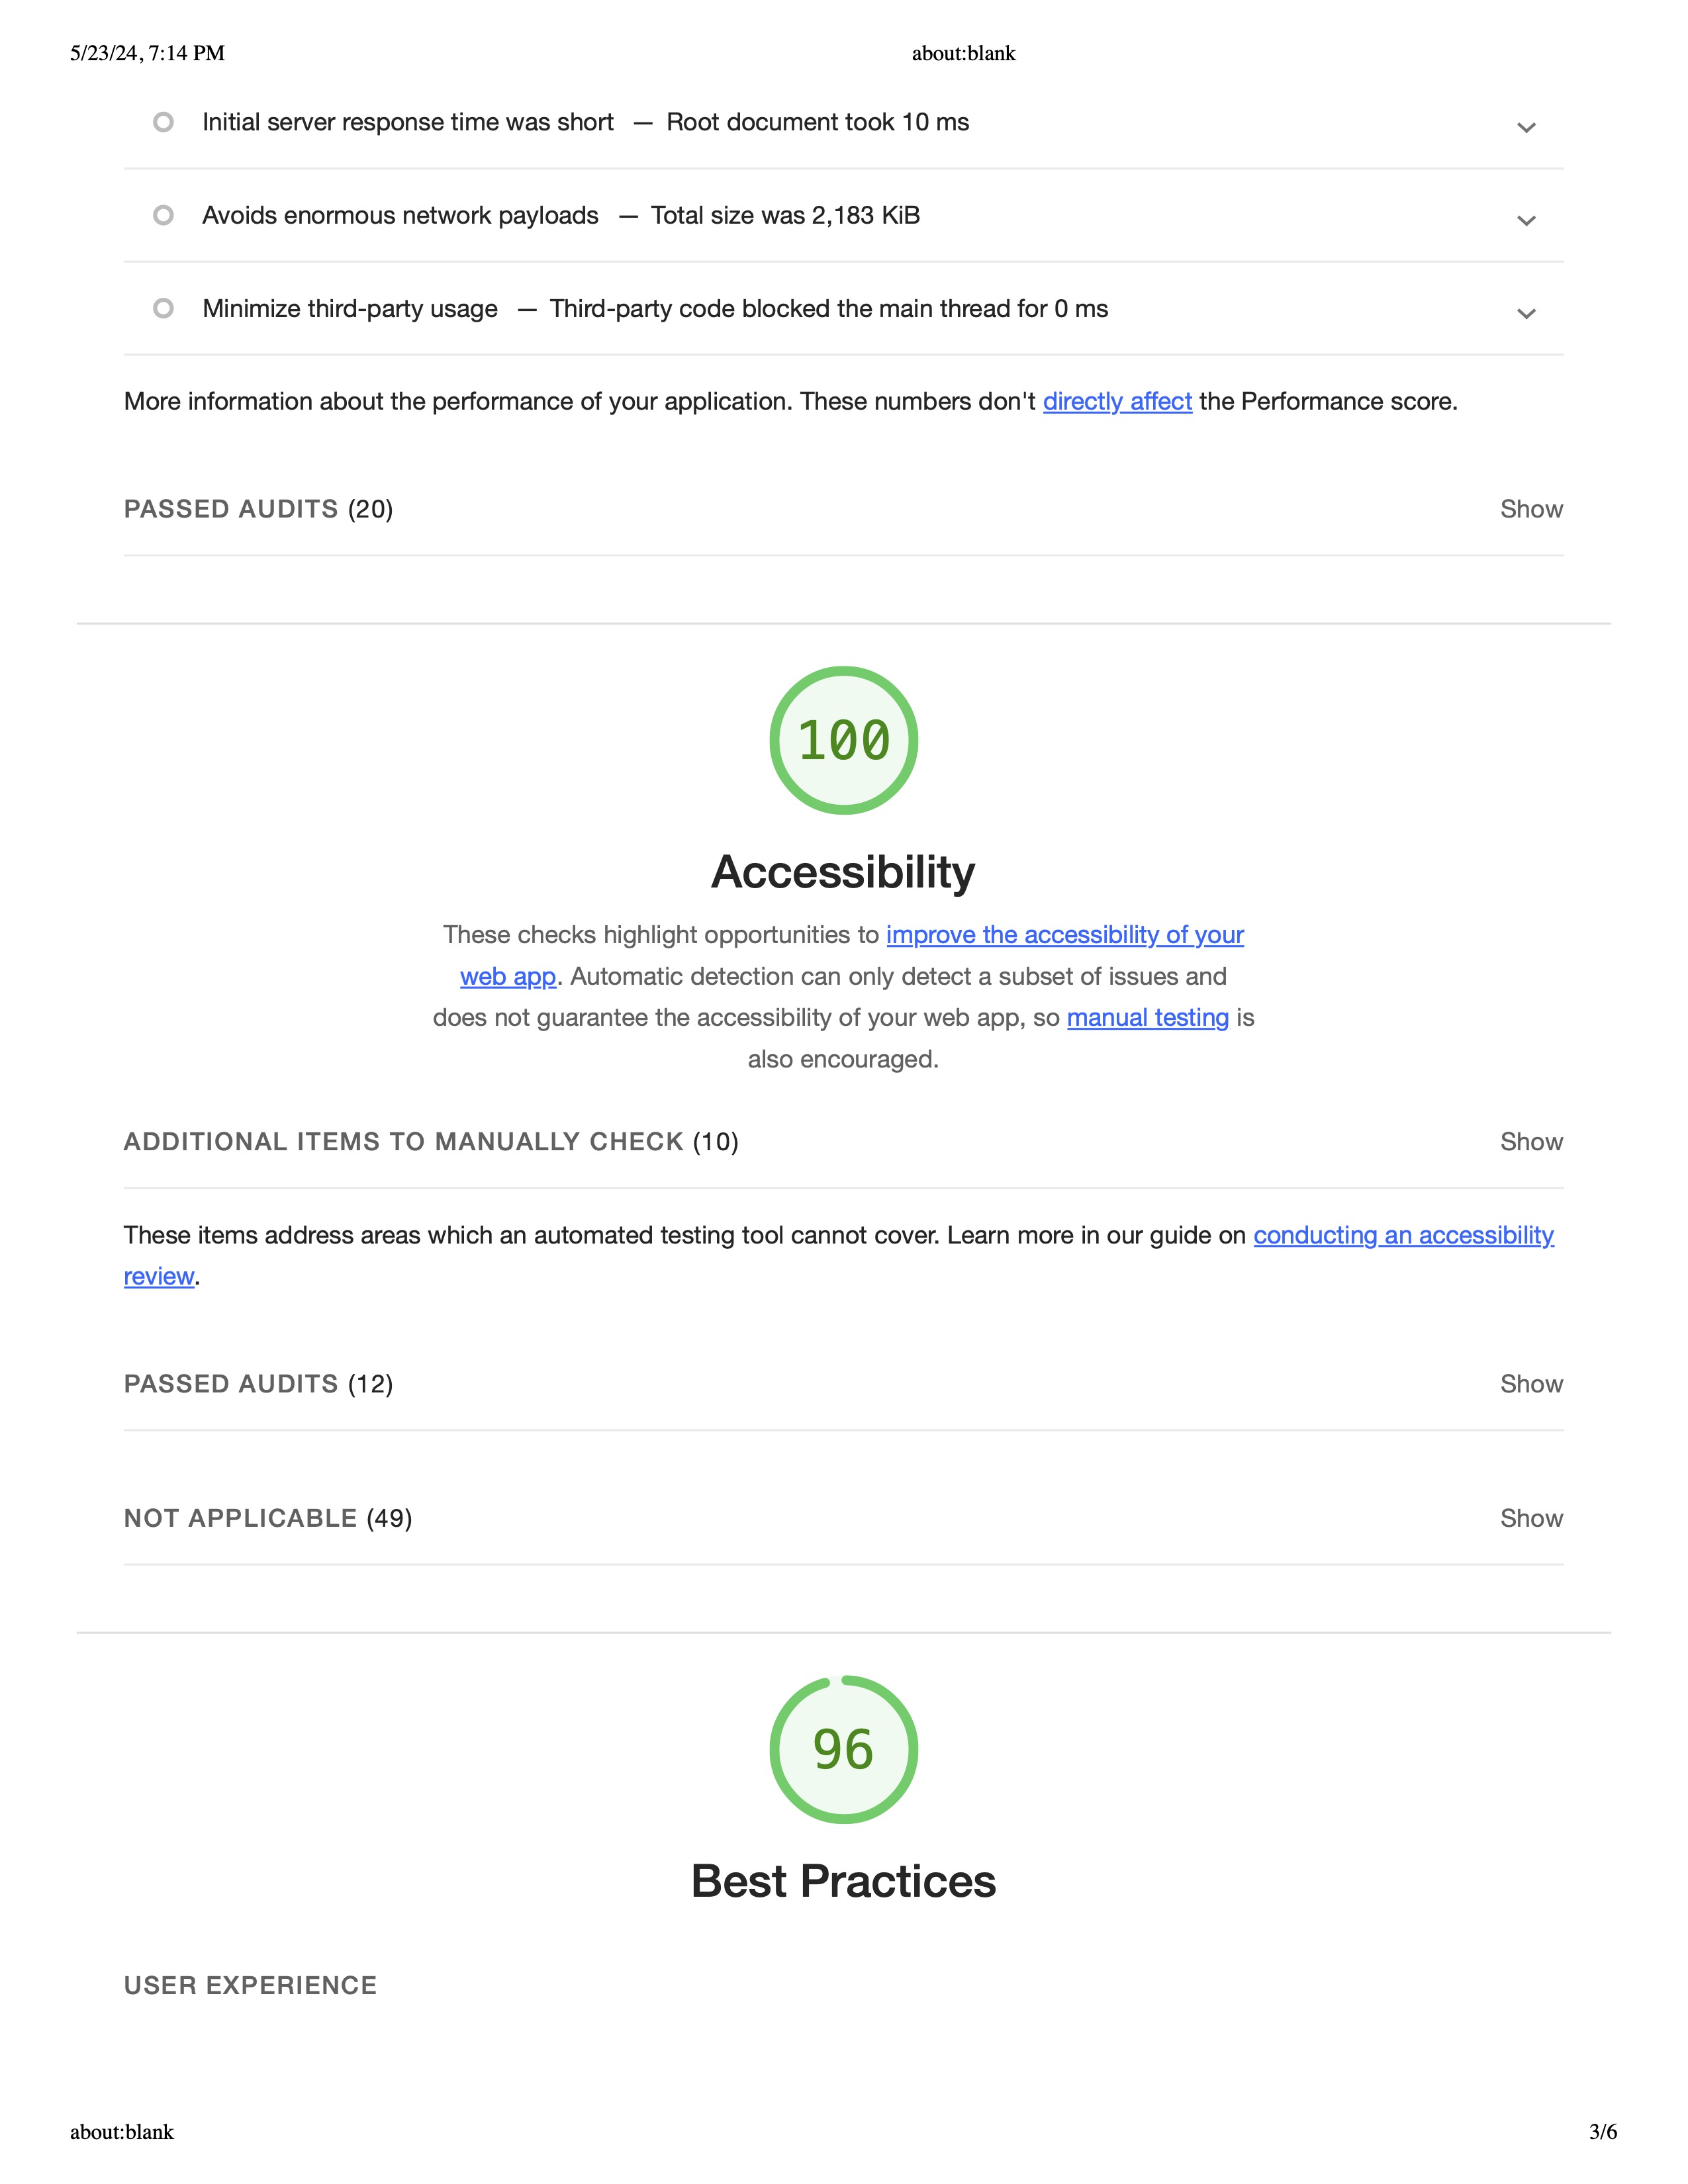 5/23/24, 7:14 PM about:blank
Initial server response time was short — Root document took 10 ms
Avoids enormous network payloads — Total size was 2,183 KiB
Minimize third-party usage — Third-party code blocked the main thread for 0 ms
More information about the performance of your application. These numbers don't directly affect the Performance score.
PASSED AUDITS (20) Show
100
Accessibility
These checks highlight opportunities to improve the accessibility of your
web app. Automatic detection can only detect a subset of issues and
does not guarantee the accessibility of your web app, so manual testing is
also encouraged.
ADDITIONAL ITEMS TO MANUALLY CHECK (10) Show
These items address areas which an automated testing tool cannot cover. Learn more in our guide on conducting an accessibility
review.
PASSED AUDITS (12) Show
NOT APPLICABLE (49) Show
96
Best Practices
USER EXPERIENCE
about:blank 3/6